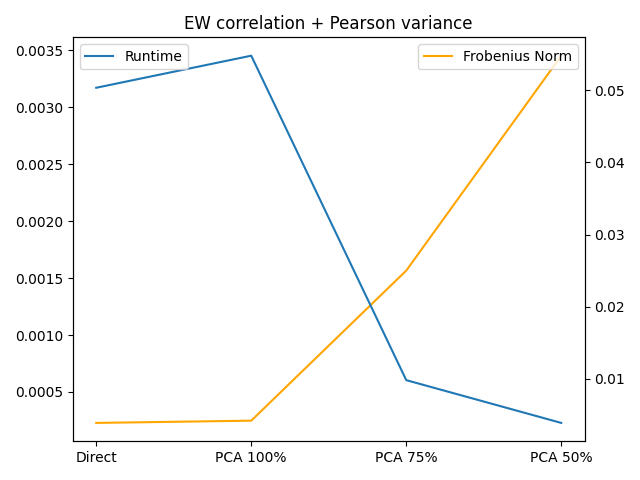 EW correlation + Pearson variance
Runtime
Frobenius Norm
0.0035
0.0030
0.0025
0.0020
0.0015
0.0010
0.0005
0.05
0.04
0.03
0.02
0.01
Direct
PCA 100%
PCA 75%
PCA 50%